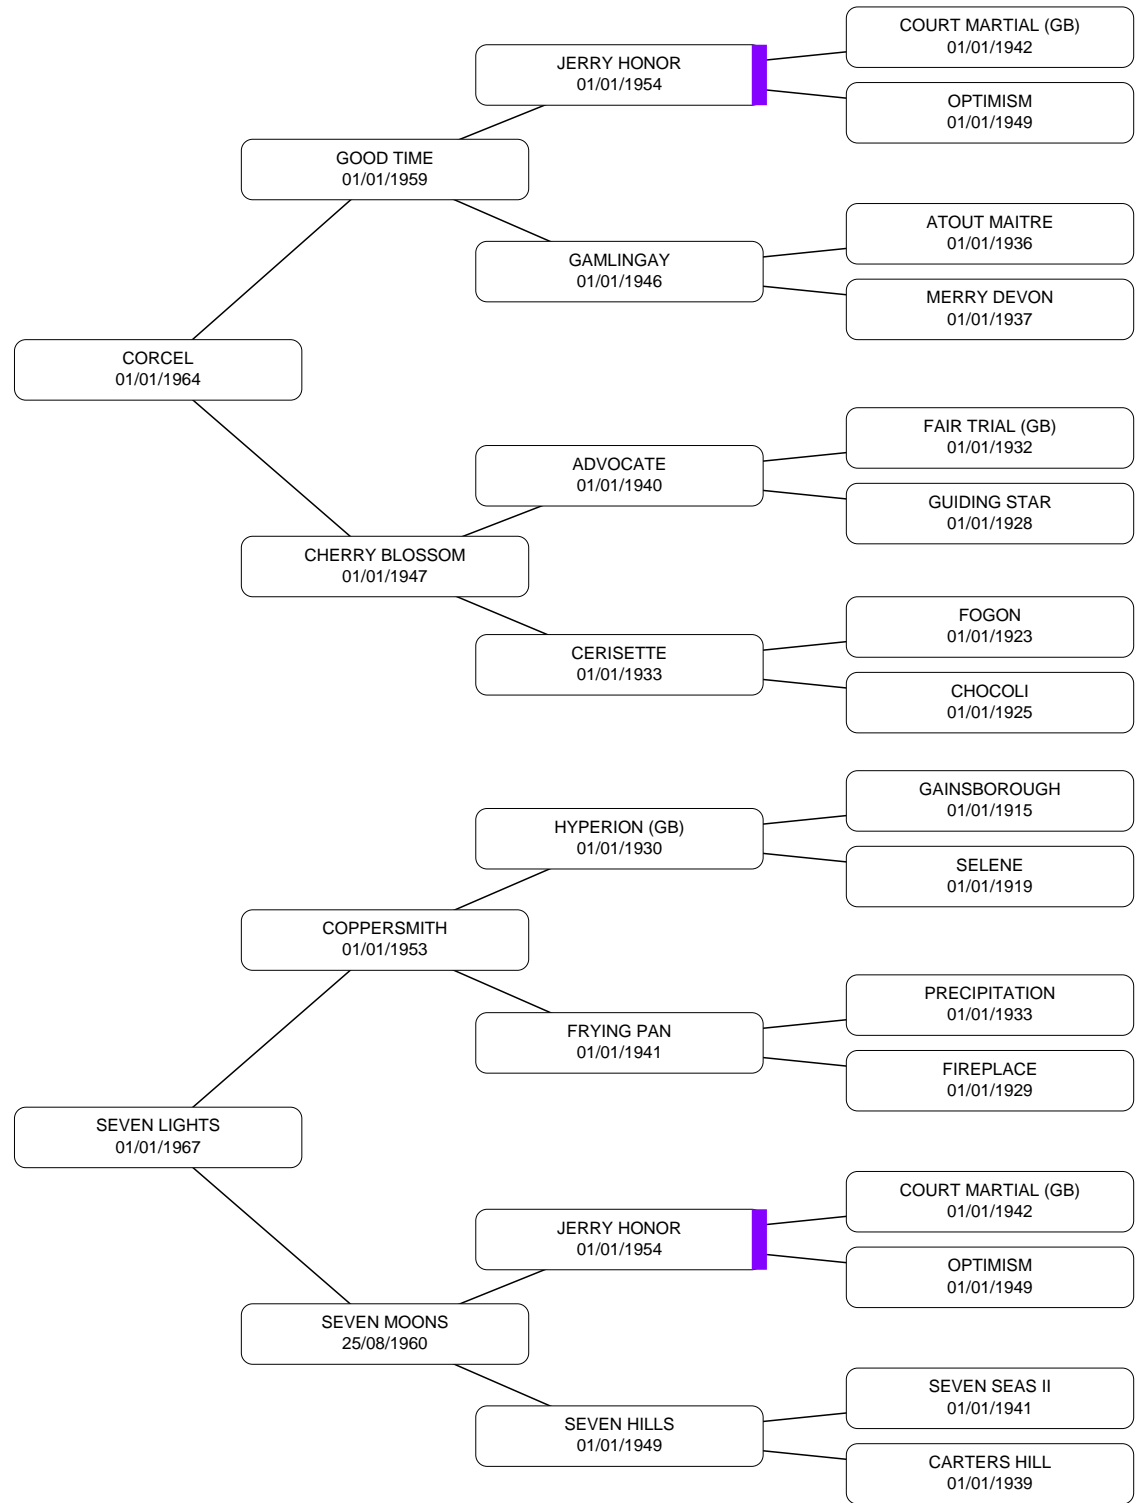 COURT MARTIAL (GB)
01/01/1942
JERRY HONOR
01/01/1954
OPTIMISM
01/01/1949
GOOD TIME
01/01/1959
ATOUT MAITRE
01/01/1936
GAMLINGAY
01/01/1946
MERRY DEVON
01/01/1937
CORCEL
01/01/1964
FAIR TRIAL (GB)
01/01/1932
ADVOCATE
01/01/1940
GUIDING STAR
01/01/1928
CHERRY BLOSSOM
01/01/1947
FOGON
01/01/1923
CERISETTE
01/01/1933
CHOCOLI
01/01/1925
GAINSBOROUGH
01/01/1915
HYPERION (GB)
01/01/1930
SELENE
01/01/1919
COPPERSMITH
01/01/1953
PRECIPITATION
01/01/1933
FRYING PAN
01/01/1941
FIREPLACE
01/01/1929
SEVEN LIGHTS
01/01/1967
COURT MARTIAL (GB)
01/01/1942
JERRY HONOR
01/01/1954
OPTIMISM
01/01/1949
SEVEN MOONS
25/08/1960
SEVEN SEAS II
01/01/1941
SEVEN HILLS
01/01/1949
CARTERS HILL
01/01/1939